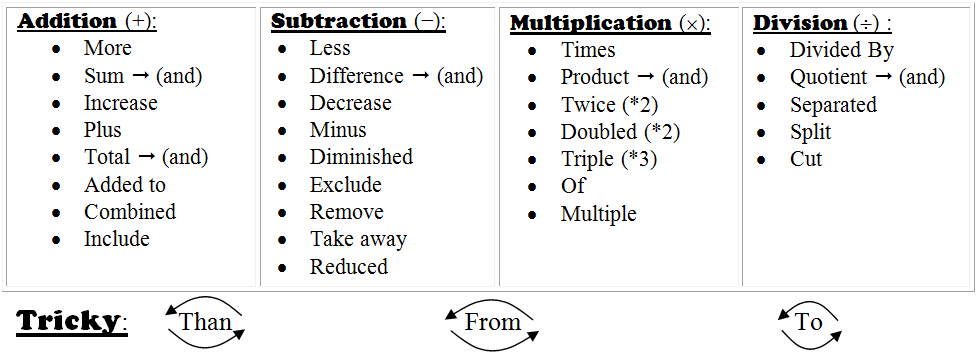 Addition (+):
• More
• Sum → (and)
• Increase
• Plus
• Total → (and)
• Added to
• Combined
• Include
Subtraction (−):
• Less
• Difference → (and)
• Decrease
• Minus
• Diminished
• Exclude
• Remove
• Take away
• Reduced
Multiplication (×):
• Times
• Product → (and)
• Twice (*2)
• Doubled (*2)
• Triple (*3)
• Of
• Multiple
Division (÷) :
• Divided By
• Quotient → (and)
• Separated
• Split
• Cut
Tricky: Than From To